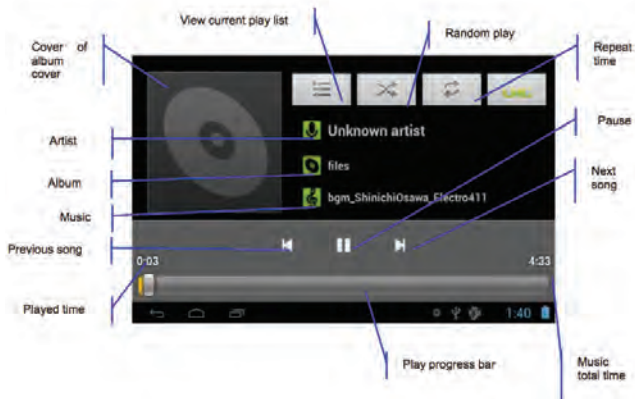 View current play list
Random play
Cover of
album
cover
Repeat
time
Pause
Unknown artist
Artist
files
Album
Next
song
bgm_ShinichiOsawa_Electro411
Music
Previous song
0:03
4:33
Played time
1:40
Play progress bar
Music
total time